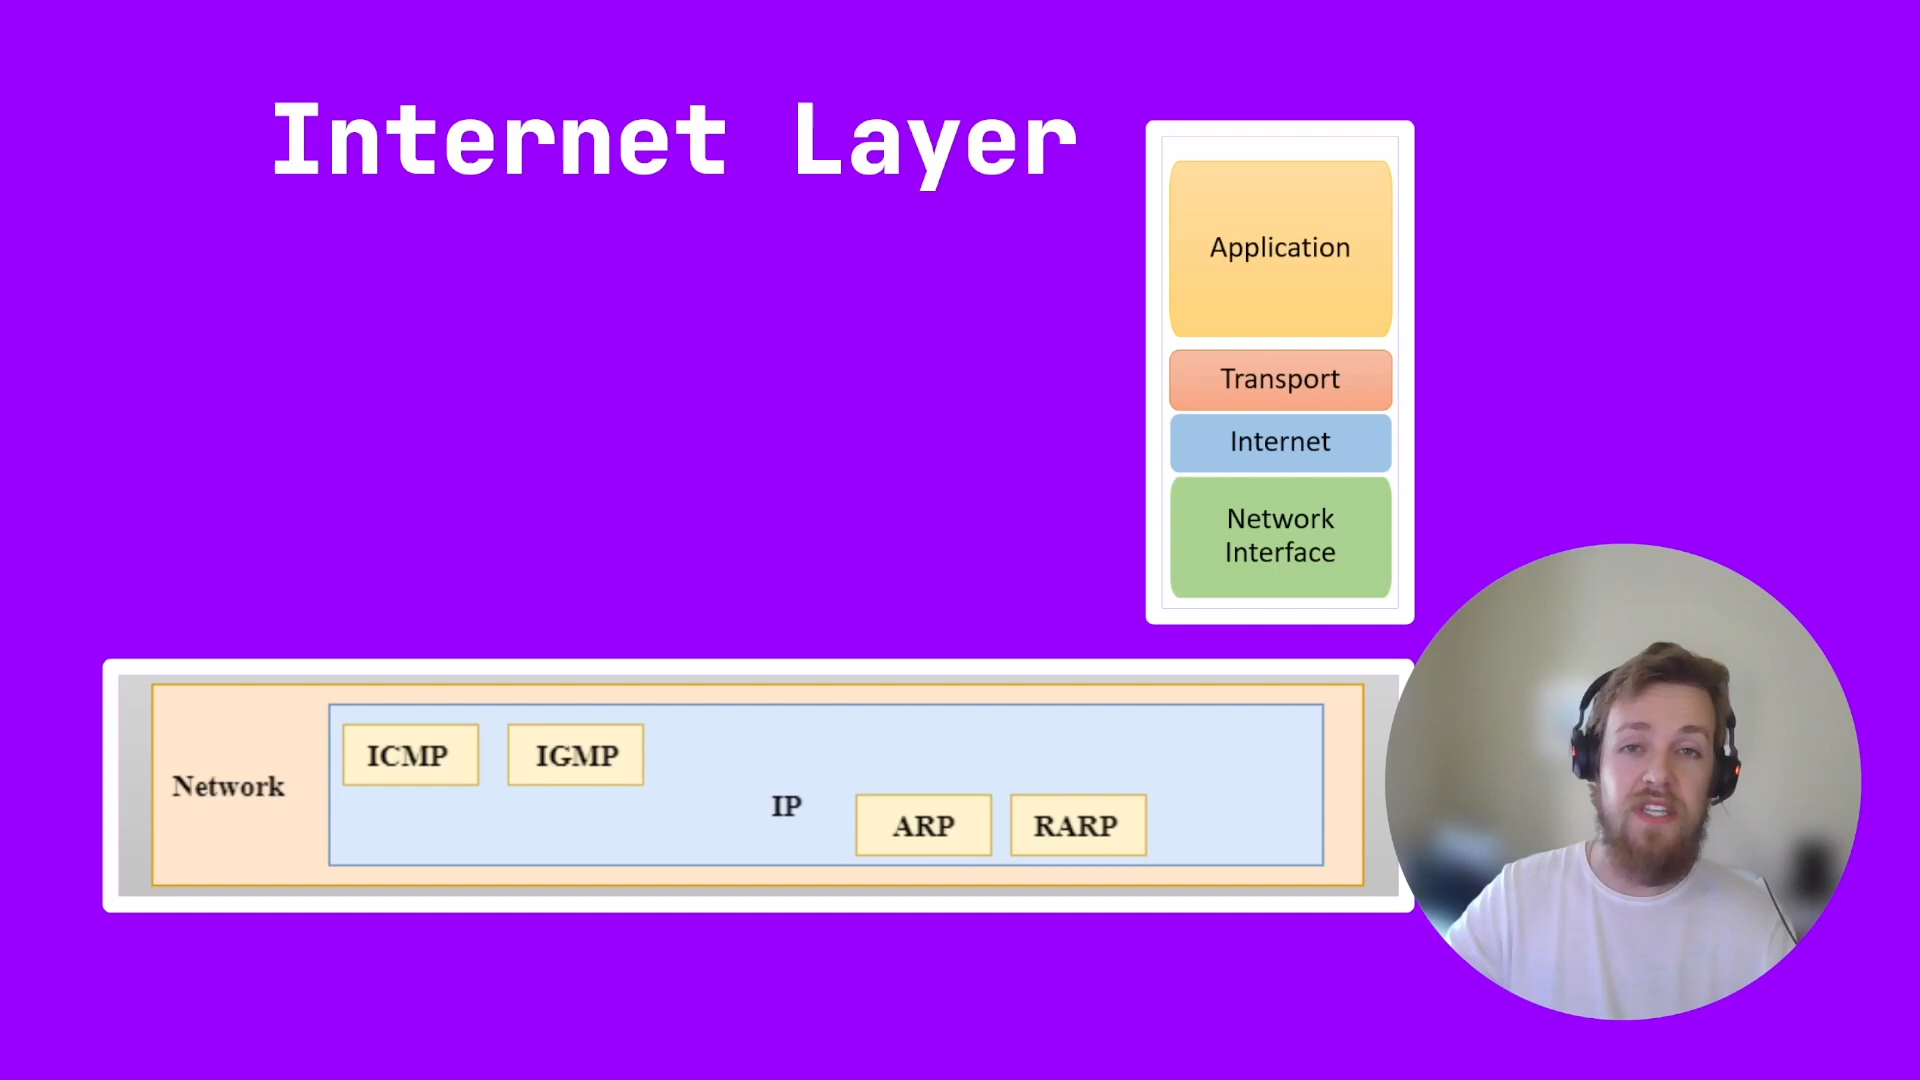 Internet Layer
Application
Transport
Internet
Network
Interface
Network
ICMP
IGMP
IP
ARP
RARP